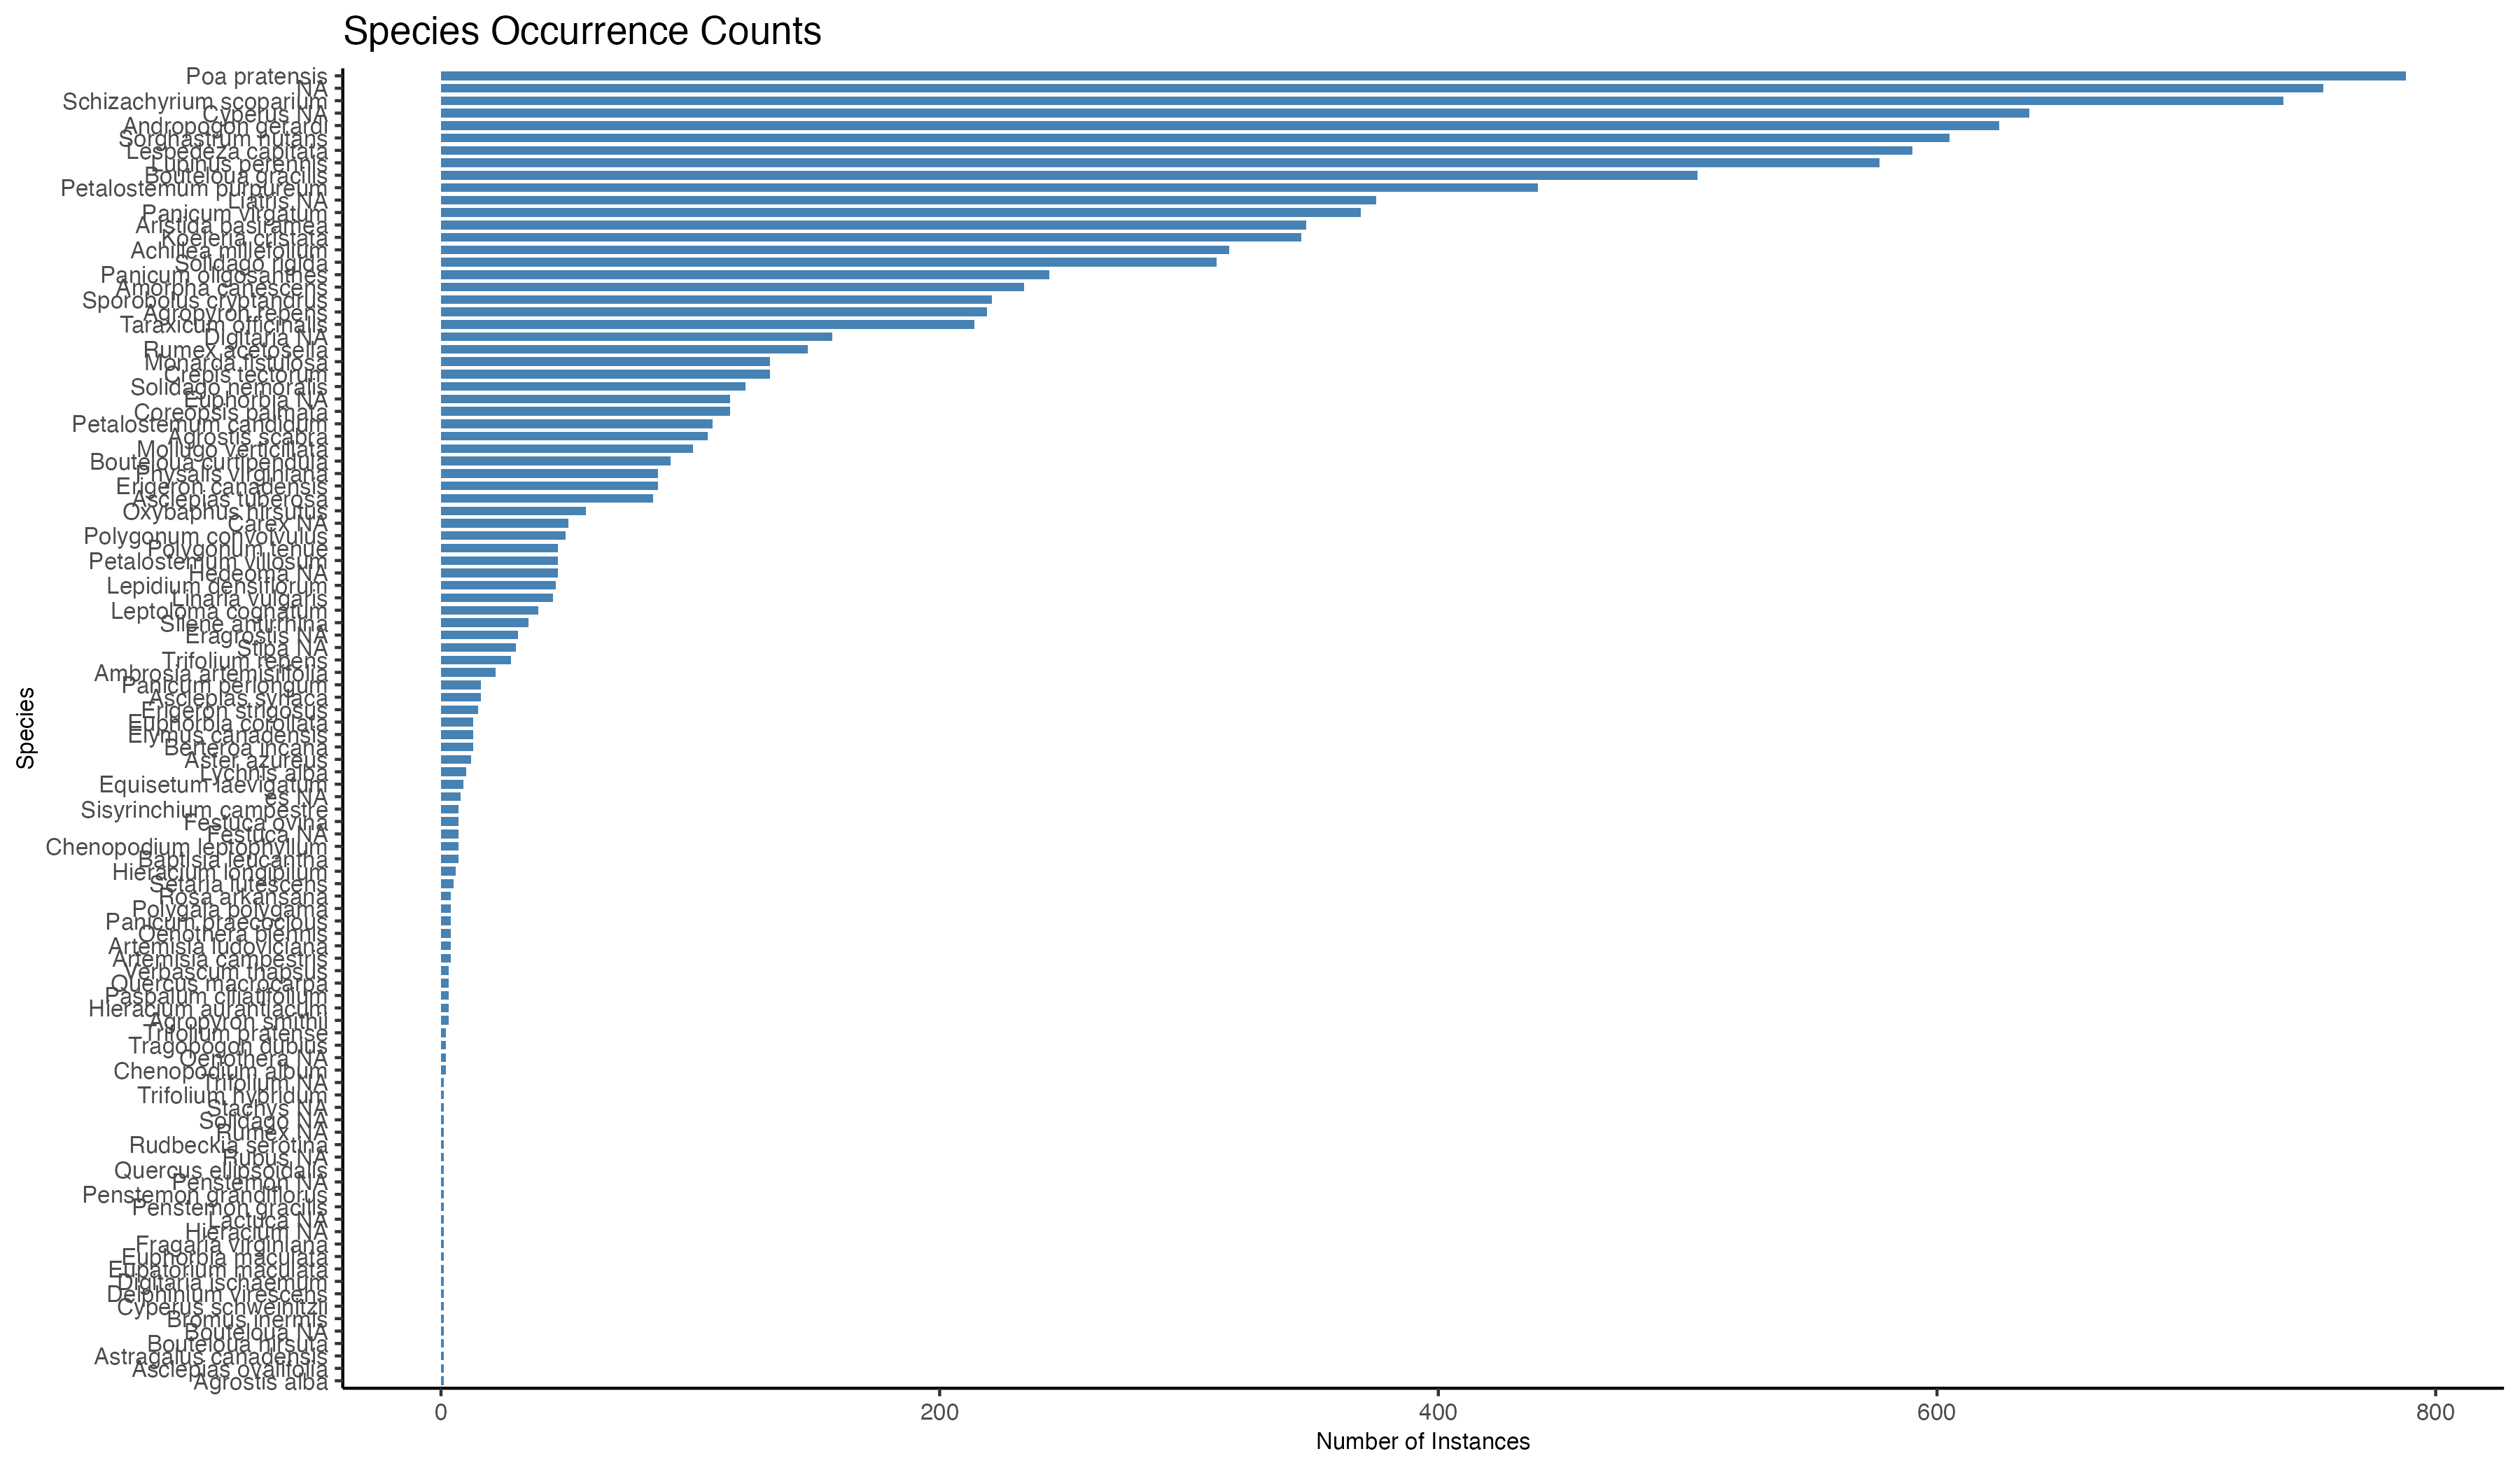 Species Occurrence Counts
Poa pratensis
NA
Schizachyrium scoparium
Cyperus NA
Andropogon gerardi
Sorghastrum nutans
Lespedeza capitata
Lupinus perennis
Bouteloua gracilis
Petalostemum purpureum
Liatris NA
Panicum virgatum
Aristida basiramea
Koeleria cristata
Achillea millefolium
Solidago rigida
Panicum oligosanthes
Amorpha canescens
Sporobolus cryptandrus
Agropyron repens
Taraxicum officinalis
Digitaria NA
Rumex acetosella
Monarda fistulosa
Crepis tectorum
Solidago nemoralis
Euphorbia NA
Coreopsis palmata
Petalostemum candidum
Agrostis scabra
Mollugo verticillata
Bouteloua curtipendula
Physalis virginiana
Erigeron canadensis
Asclepias tuberosa
Oxybaphus hirsutus
Carex NA
Polygonum convolvulus
Polygonum tenue
Petalostemum villosum
Hedeoma NA
Lepidium densiflorum
Linaria vulgaris
Leptoloma cognatum
Silene antirrhina
Eragrostis NA
Stipa NA
Trifolium repens
Ambrosia artemisiifolia
Panicum perlongum
Asclepias syriaca
Erigeron strigosus
Euphorbia corollata
Elymus canadensis
Berteroa incana
Aster azureus
Lychnis alba
Equisetum laevigatum
es NA
Sisyrinchium campestre
Festuca ovina
Festuca NA
Chenopodium leptophyllum
Baptisia leucantha
Hieracium longipilum
Setaria lutescens
Rosa arkansana
Polygala polygama
Panicum praecocious
Oenothera biennis
Artemisia ludoviciana
Artemisia campestris
Verbascum thapsus
Quercus macrocarpa
Paspalum ciliatifolium
Hieracium aurantiacum
Agropyron smithii
Trifolium pratense
Tragopogon dubius
Oenothera NA
Chenopodium album
Trifolium NA
Trifolium hybridum
Stachys NA
Solidago NA
Rumex NA
Rudbeckia serotina
Rubus NA
Quercus ellipsoidalis
Penstemon NA
Penstemon grandiflorus
Penstemon gracilis
Lactuca NA
Hieracium NA
Fragaria virginiana
Euphorbia maculata
Eupatorium maculata
Digitaria ischaemum
Delphinium virescens
Cyperus schweinitzii
Bromus inermis
Bouteloua NA
Bouteloua hirsuta
Astragalus canadensis
Asclepias ovalifolia
Agrostis alba
Species
0 200 400 600 800
Number of Instances